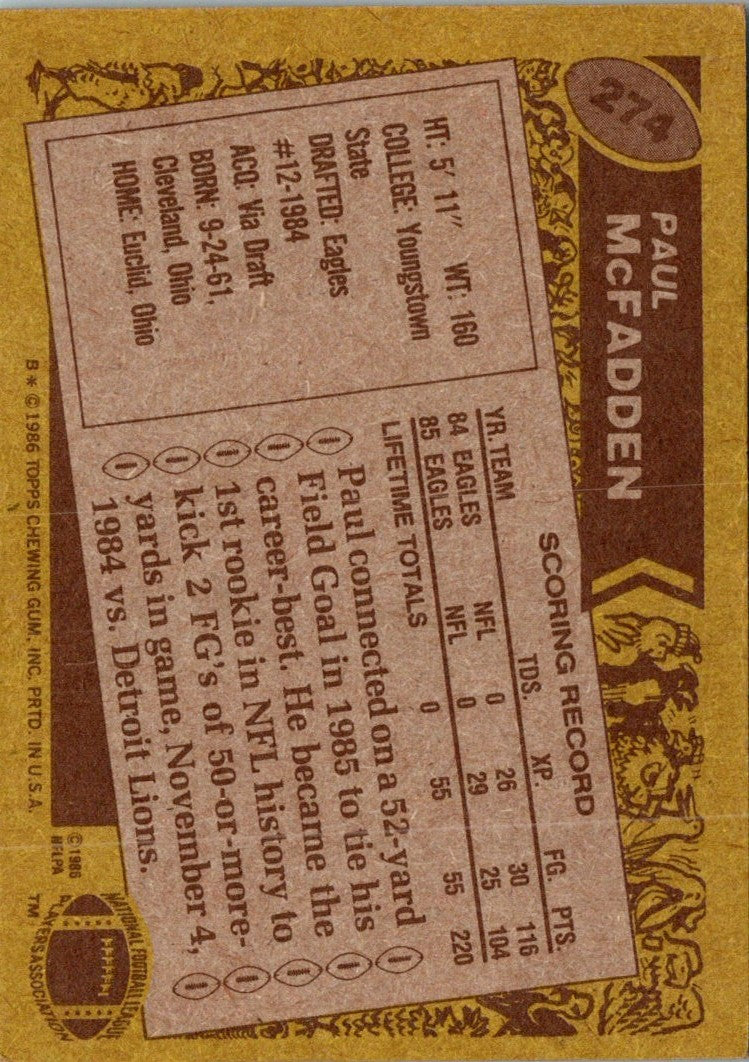 274
PAUL
McFADDEN
HT: 5' 11" WT: 160
COLLEGE: Youngstown
State
DRAFTED: Eagles
#12-1984
ACQ: Via Draft
BORN: 9-24-61,
Cleveland, Ohio
HOME: Euclid, Ohio
SCORING RECORD
YR. TEAM TDS. XP. FG. PTS.
84 EAGLES NFL 0 26 30 116
85 EAGLES NFL 0 29 25 104
LIFETIME TOTALS 0 55 55 220
Paul connected on a 52-yard
Field Goal in 1985 to tie his
career-best. He became the
1st rookie in NFL history to
kick 2 FG's of 50-or-more-
yards in game, November 4,
1984 vs. Detroit Lions.
B * © 1986 TOPPS CHEWING GUM, INC. PRTD. IN U.S.A.
© 1986
NFLPA
NATIONAL FOOTBALL LEAGUE
PLAYERS ASSOCIATION
TM